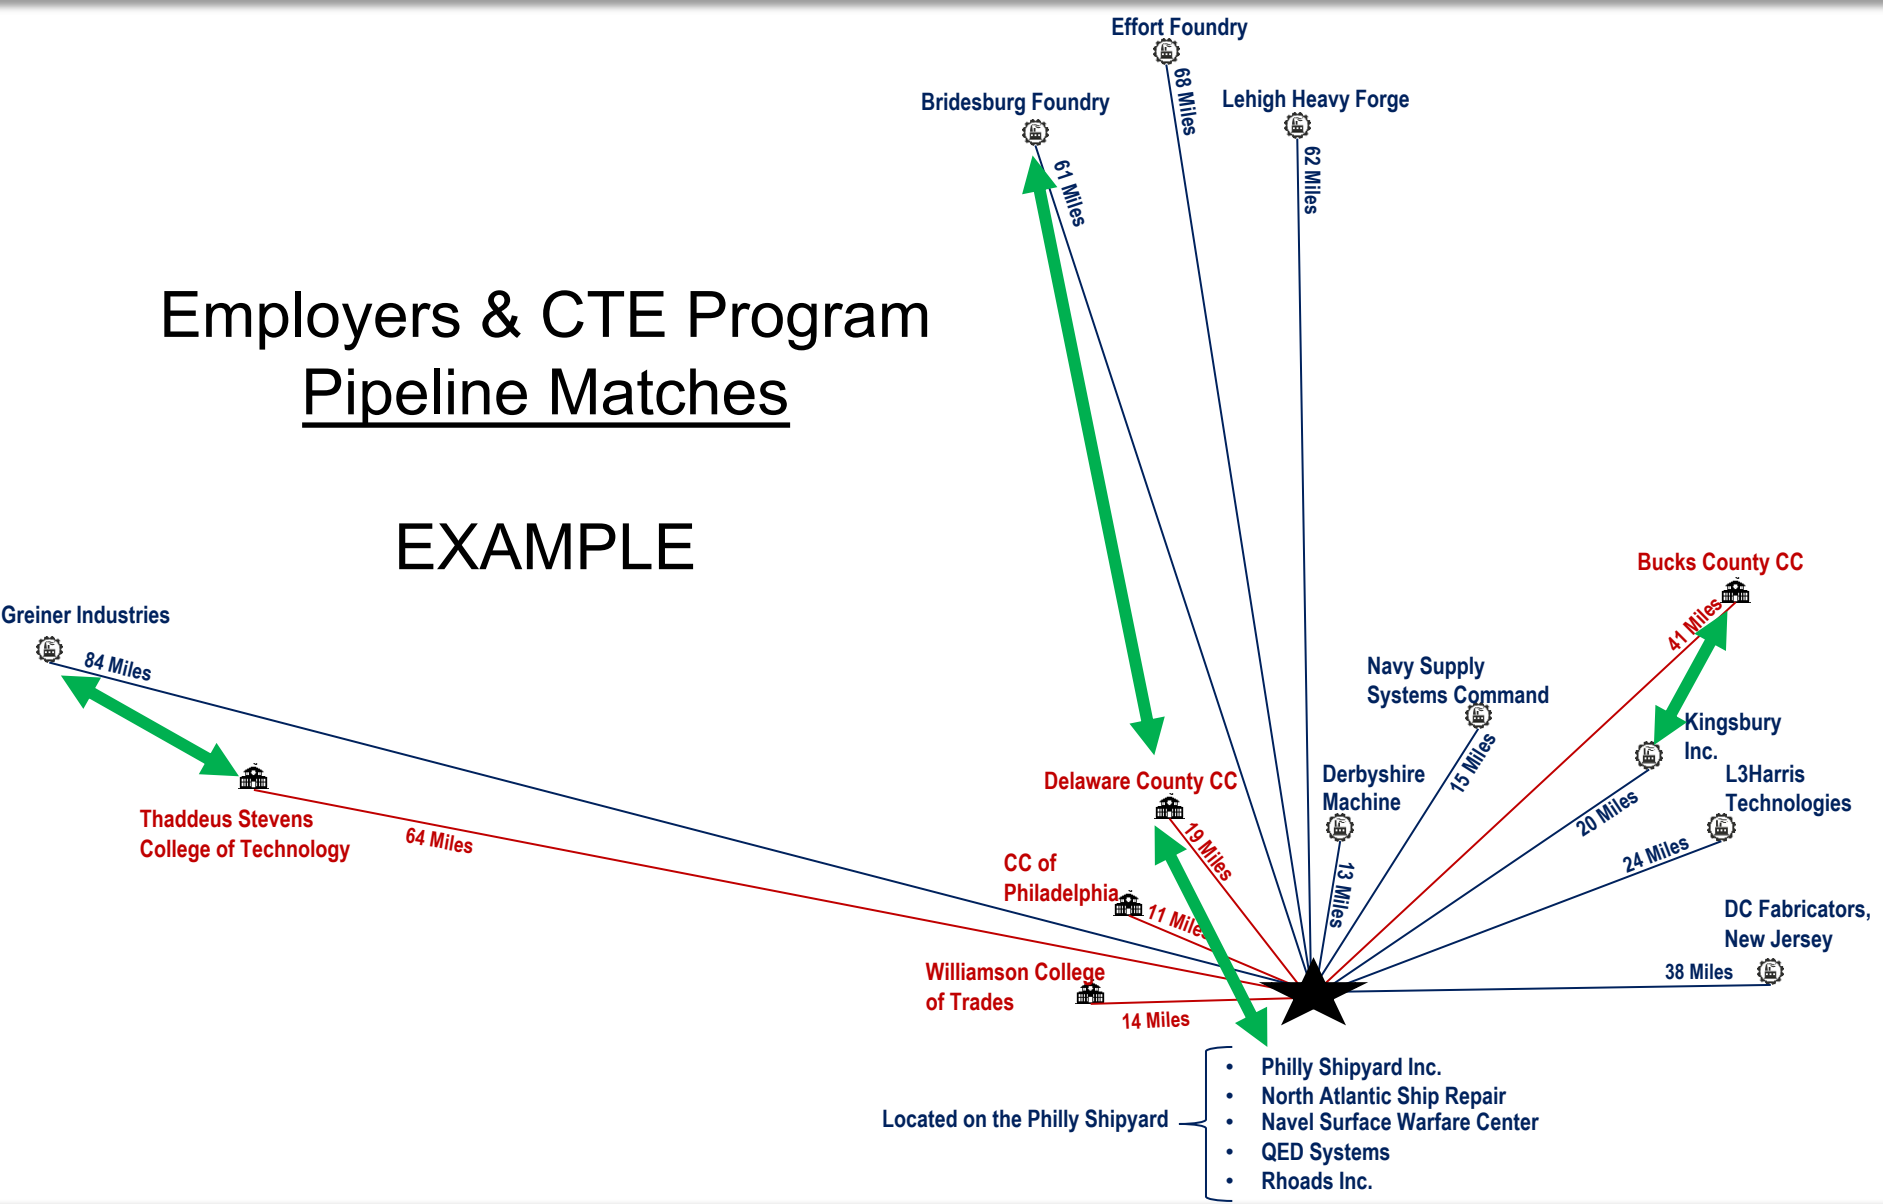 Effort Foundry
68 Miles
Bridesburg Foundry
61 Miles
Lehigh Heavy Forge
62 Miles
Employers & CTE Program
Pipeline Matches
EXAMPLE
Greiner Industries
84 Miles
Thaddeus Stevens
College of Technology
64 Miles
Bucks County CC
41 Miles
Navy Supply
Systems Command
15 Miles
Kingsbury
Inc.
20 Miles
Derbyshire
Machine
13 Miles
L3Harris
Technologies
24 Miles
Delaware County CC
19 Miles
CC of
Philadelphia
11 Miles
DC Fabricators,
New Jersey
38 Miles
Williamson College
of Trades
14 Miles
Located on the Philly Shipyard
• Philly Shipyard Inc.
• North Atlantic Ship Repair
• Navel Surface Warfare Center
• QED Systems
• Rhoads Inc.